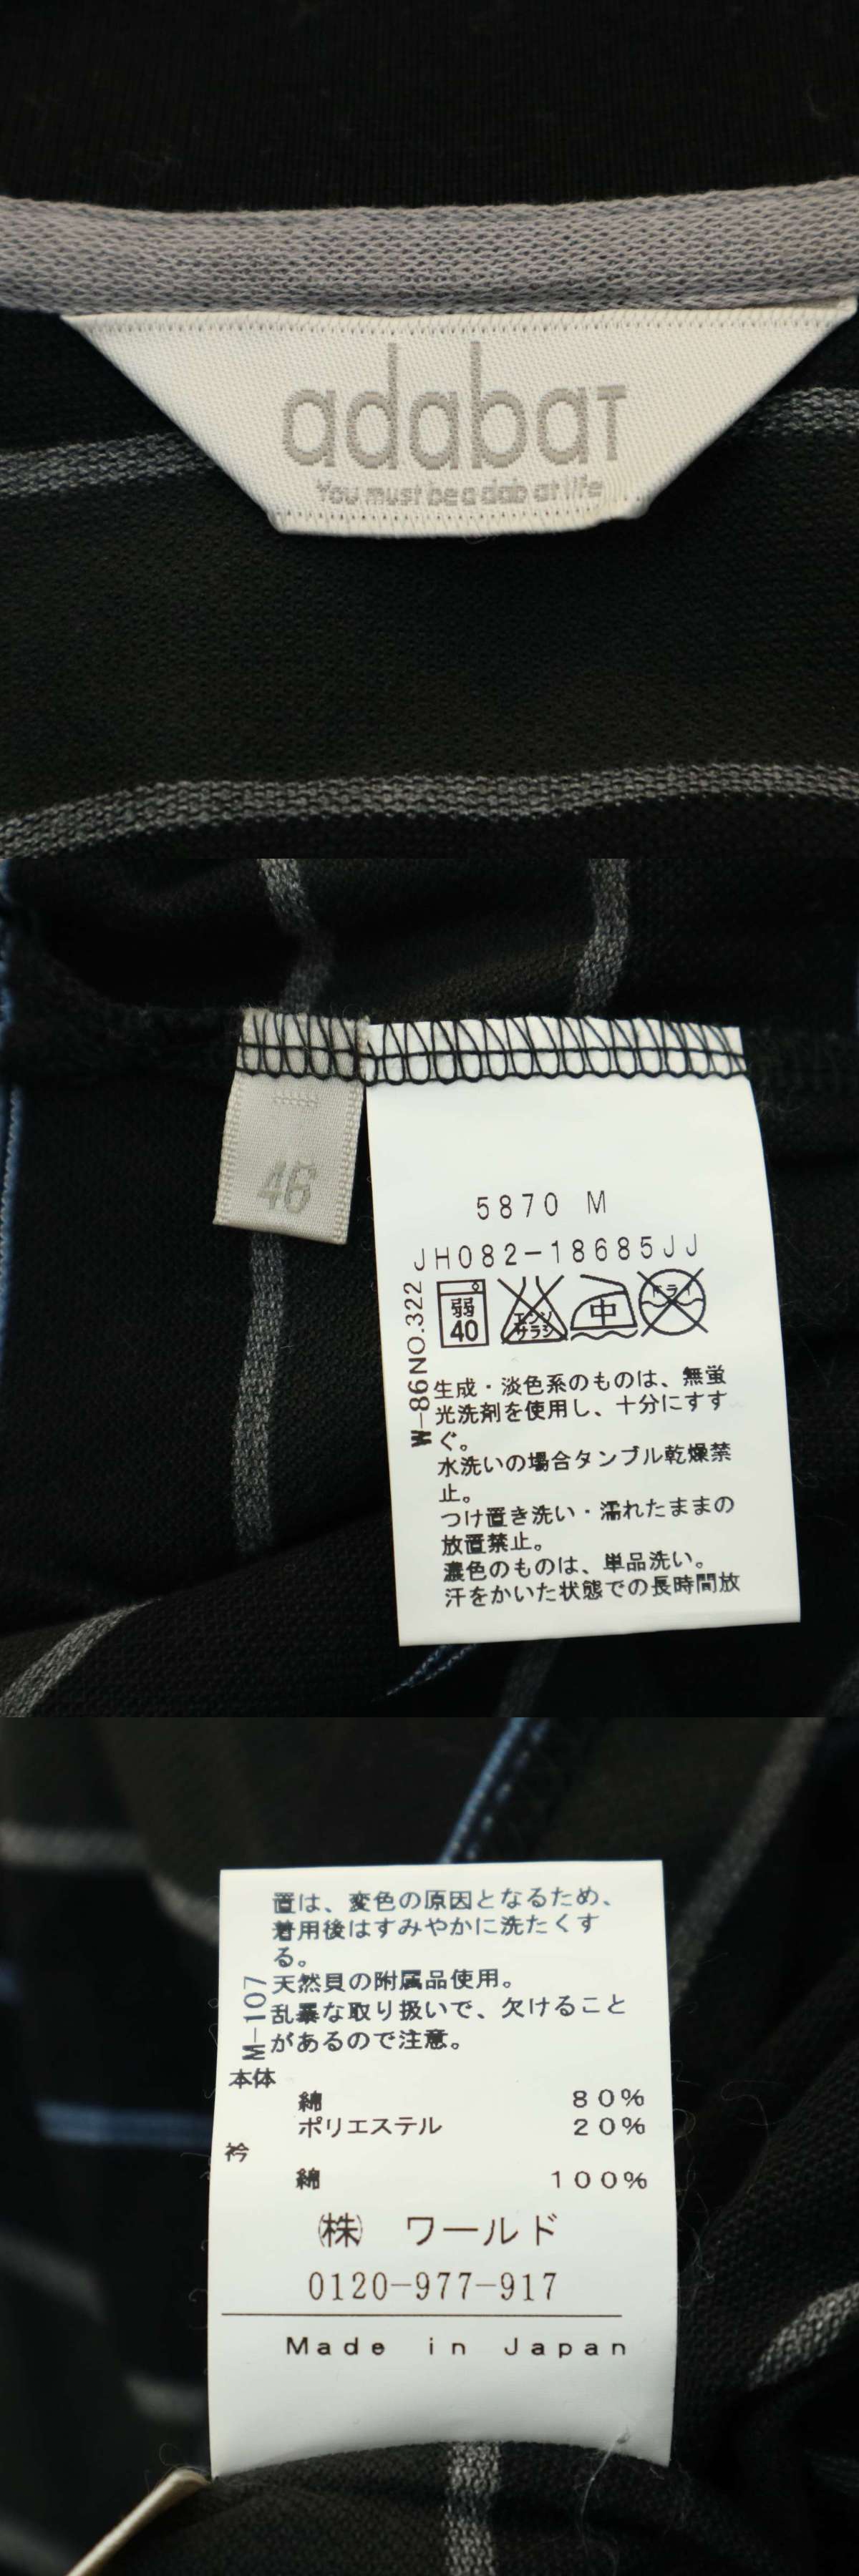 adabat
You must be a dab at life
46
5870 M
JH082-18685JJ
弱
40
エンソ
サラシ
中
ドライ
W-86NO.322
生成・淡色系のものは、無蛍
光洗剤を使用し、十分にすす
ぐ。
水洗いの場合タンブル乾燥禁
止。
つけ置き洗い・濡れたままの
放置禁止。
濃色のものは、単品洗い。
汗をかいた状態での長時間放
置は、変色の原因となるため、
着用後はすみやかに洗たくす
る。
天然貝の附属品使用。
乱暴な取り扱いで、欠けること
があるので注意。
M-107
本体
綿 80%
ポリエステル 20%
衿
綿 100%
㈱ ワールド
0120-977-917
Made in Japan